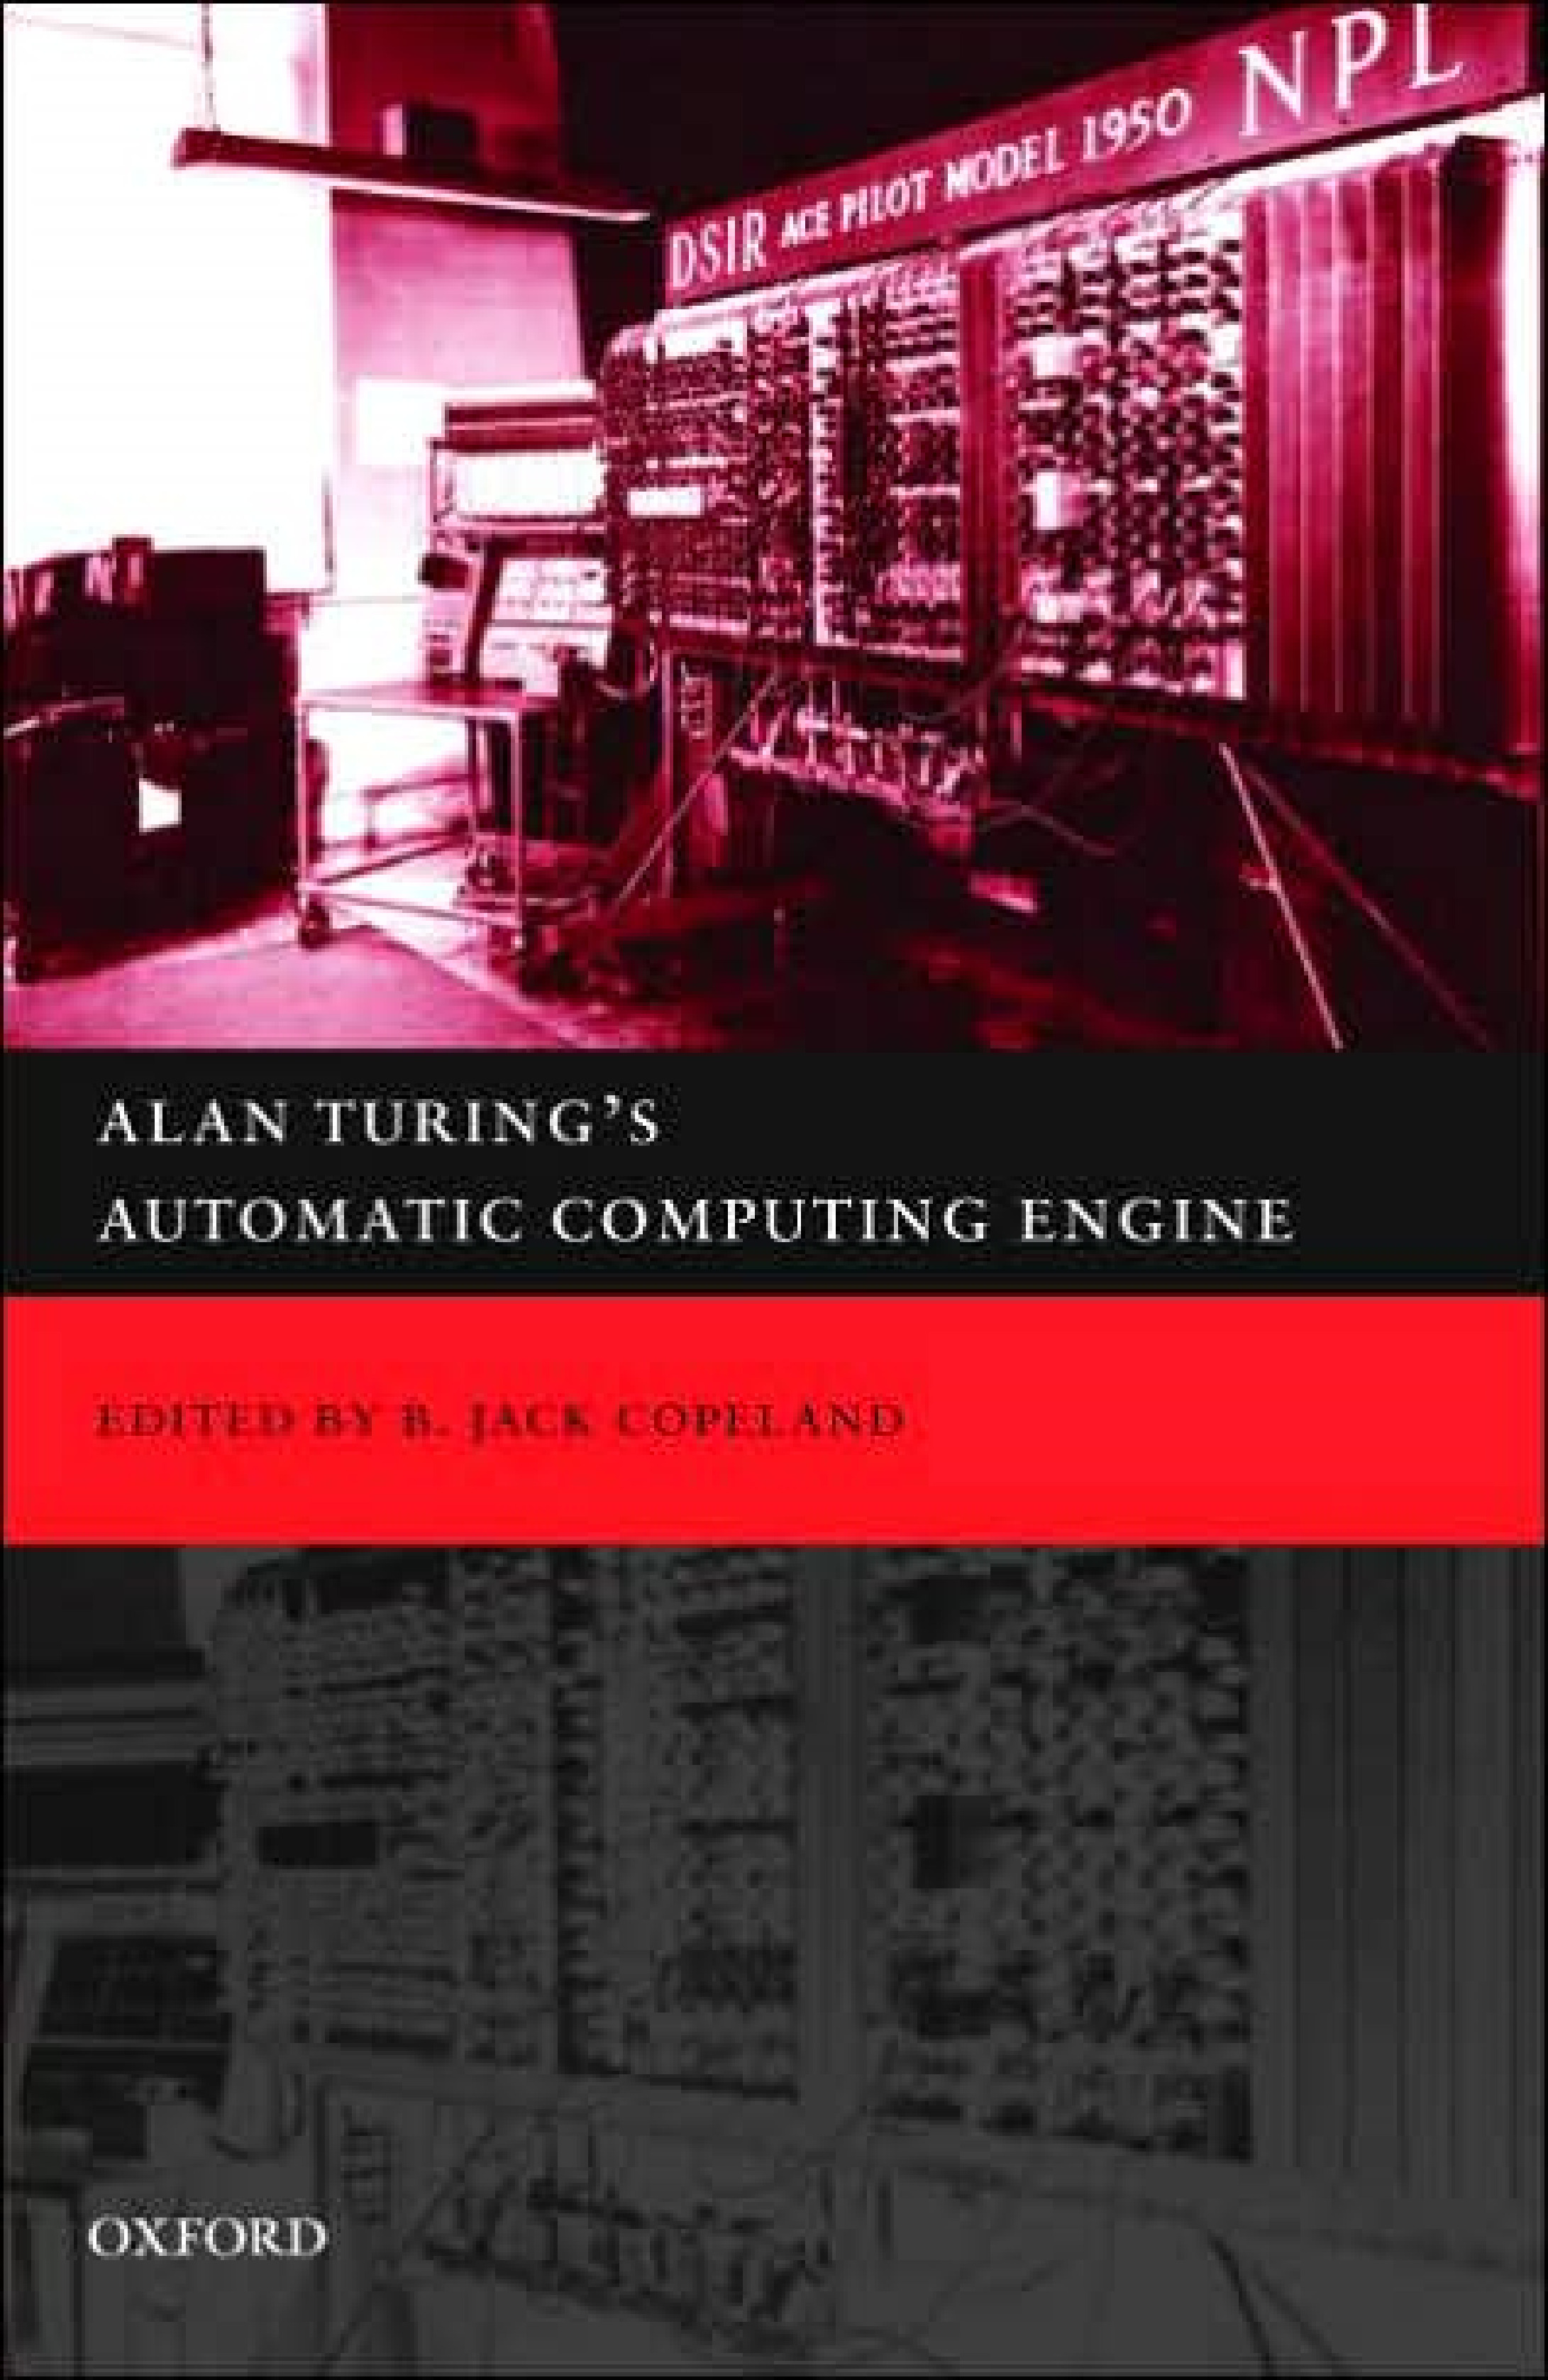 DSIR ACE PILOT MODEL 1950 NPL
ALAN TURING'S
AUTOMATIC COMPUTING ENGINE
EDITED BY B. JACK COPELAND
OXFORD